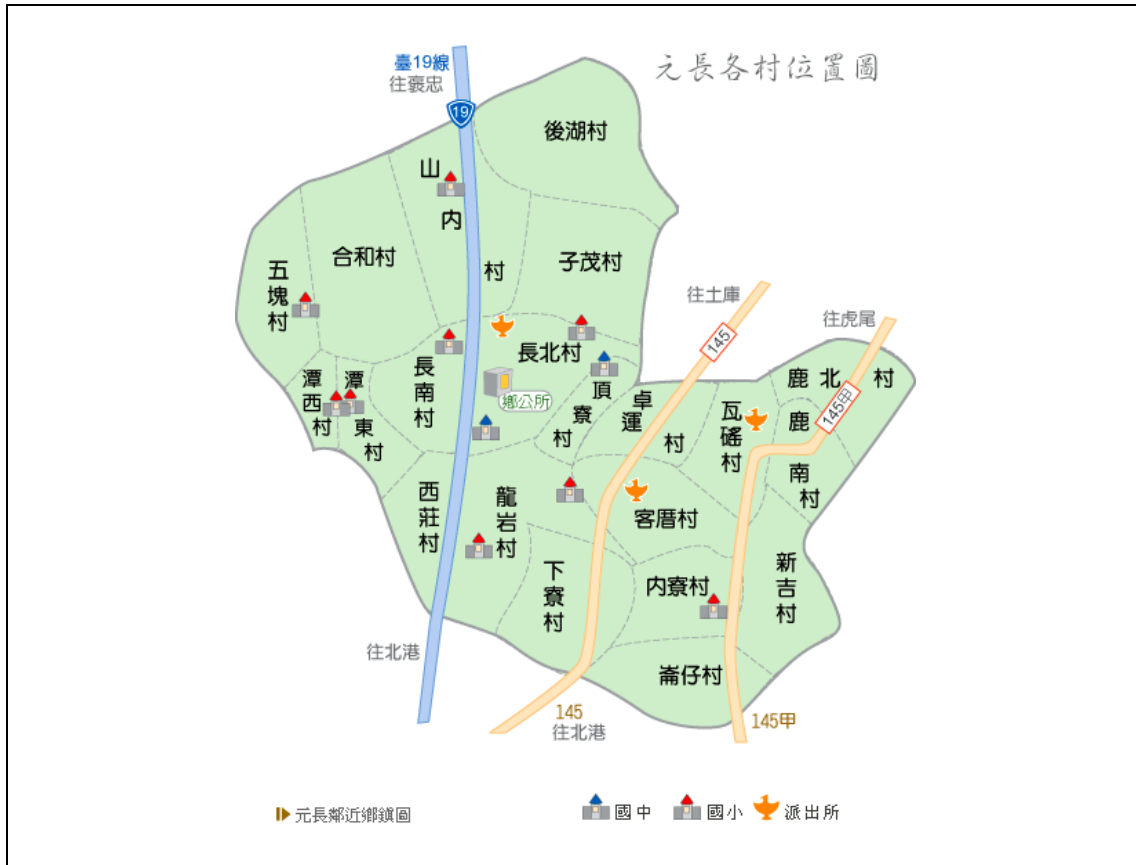 元長各村位置圖
臺19線
往褒忠
19
後湖村
山內村
合和村
子茂村
五塊村
往土庫
145
往虎尾
145甲
長北村
長南村
鄉公所
頂寮村
卓運村
瓦磘村
鹿北村
鹿南村
潭西村
潭東村
西莊村
龍岩村
客厝村
下寮村
内寮村
新吉村
崙仔村
往北港
145
往北港
145甲
元長鄰近鄉鎮圖
國中
國小
派出所